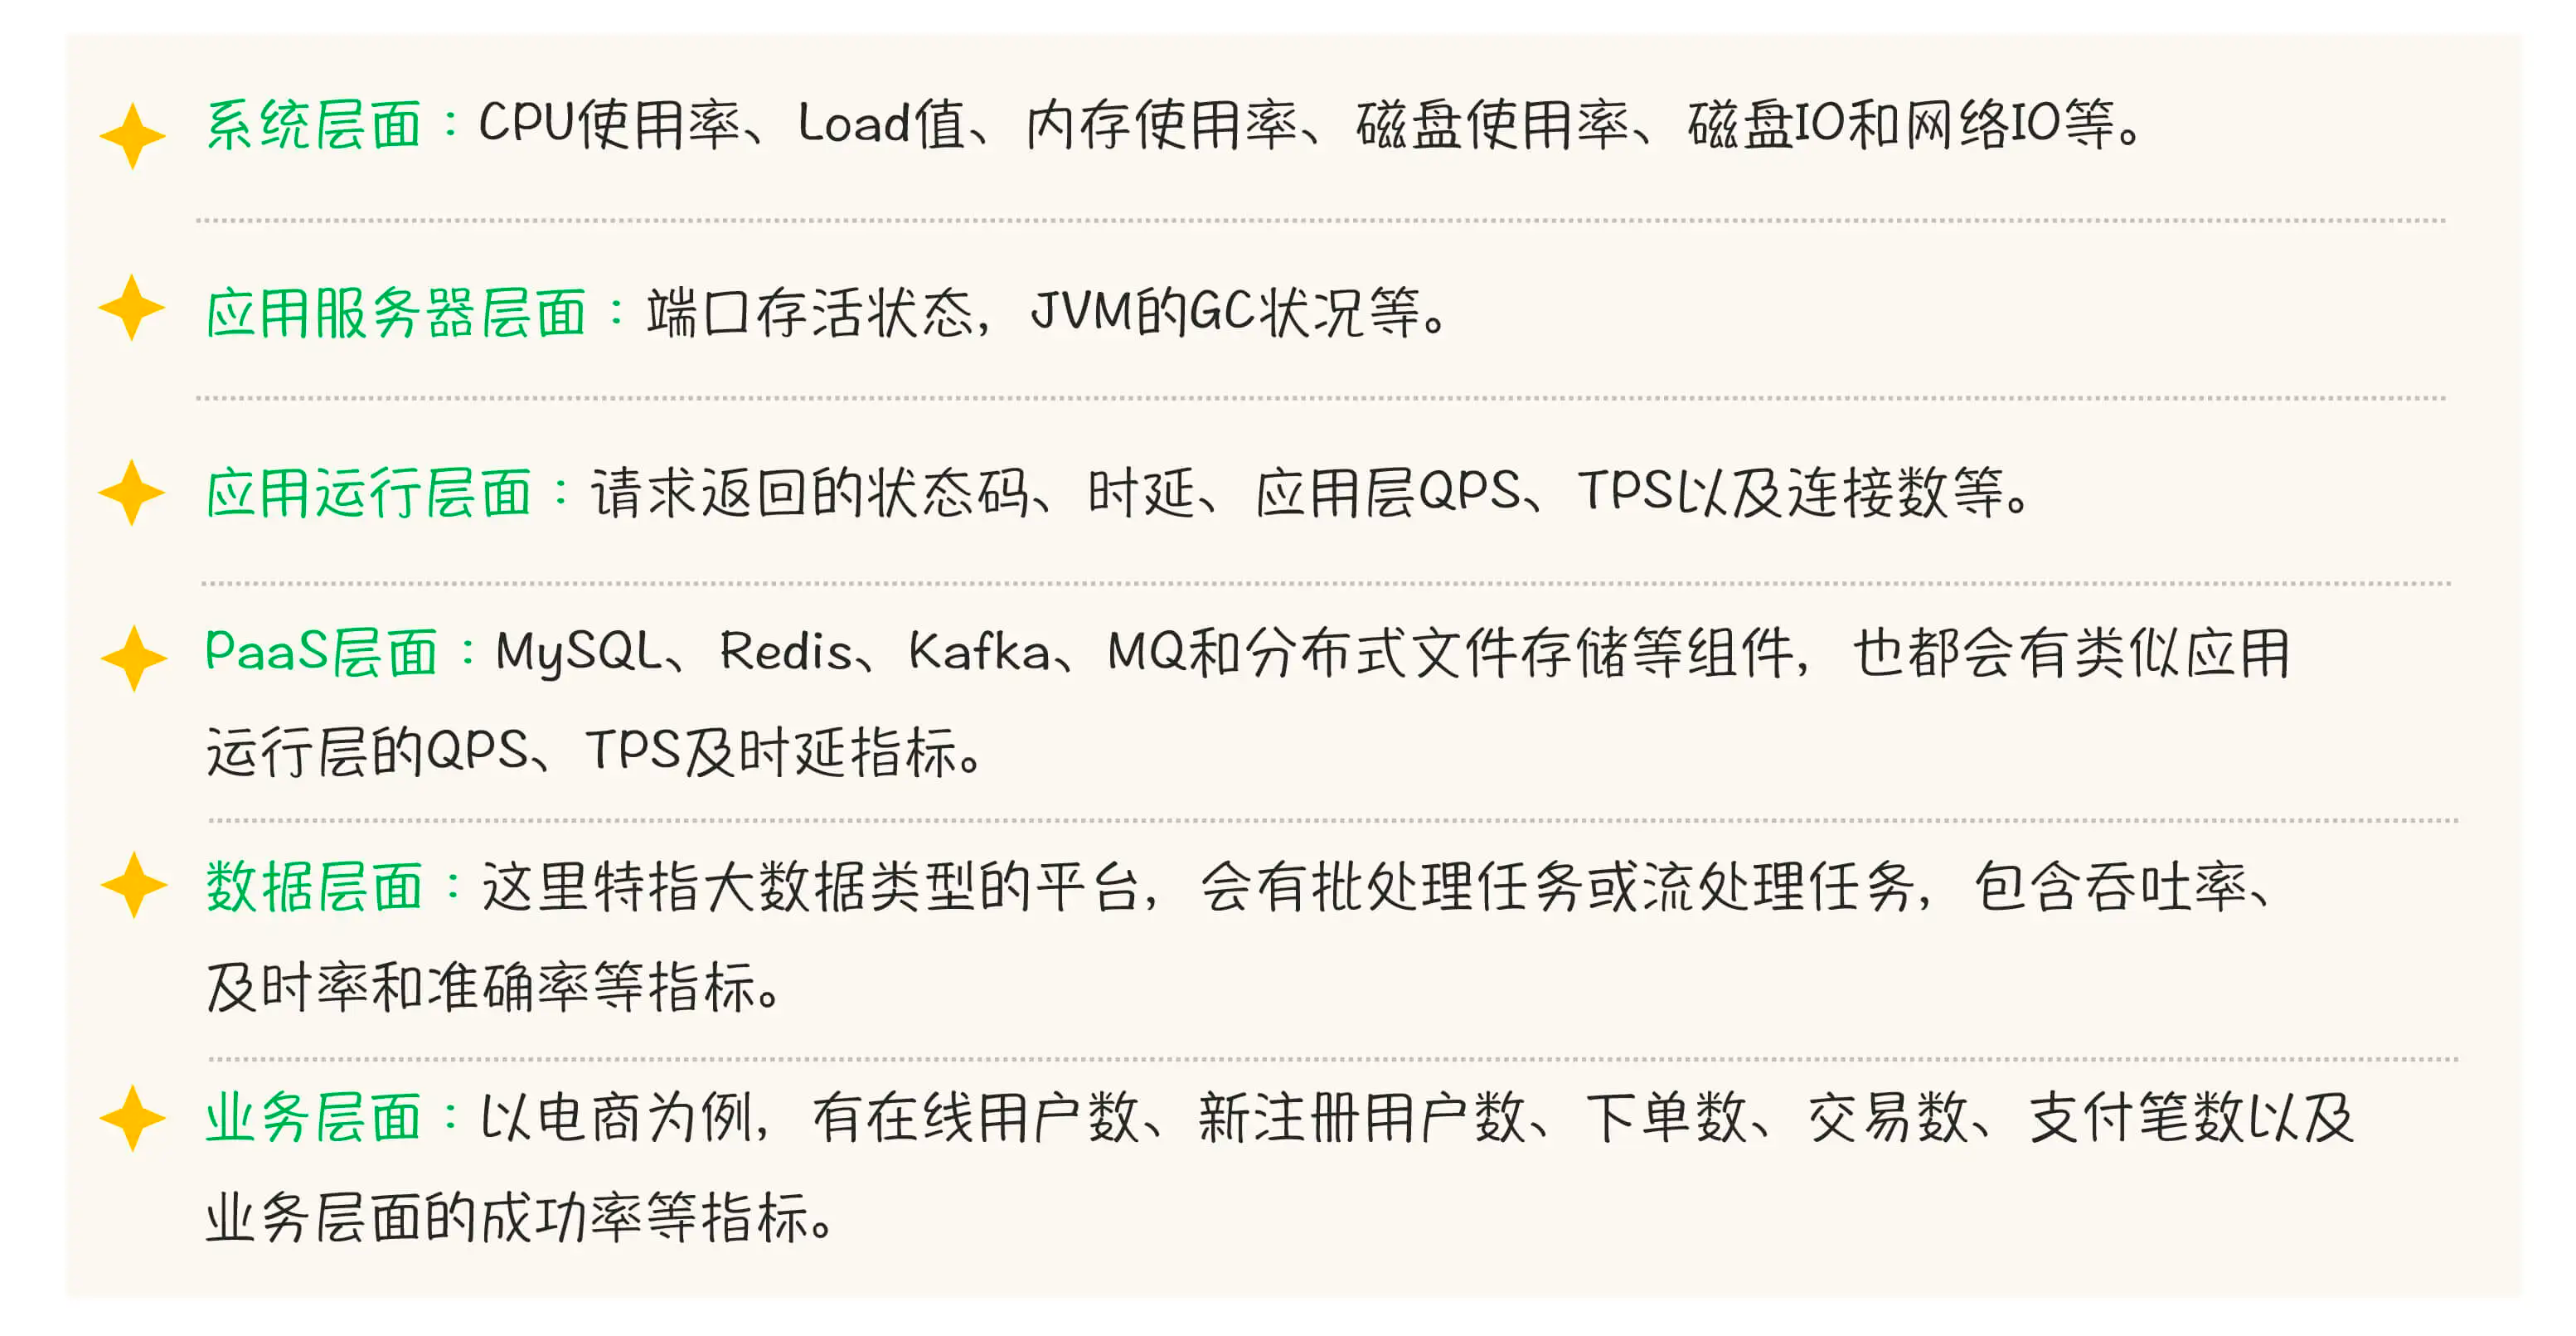 系统层面：CPU使用率、Load值、内存使用率、磁盘使用率、磁盘IO和网络IO等。
应用服务器层面：端口存活状态，JVM的GC状况等。
应用运行层面：请求返回的状态码、时延、应用层QPS、TPS以及连接数等。
PaaS层面：MySQL、Redis、Kafka、MQ和分布式文件存储等组件，也都会有类似应用
运行层的QPS、TPS及时延指标。
数据层面：这里特指大数据类型的平台，会有批处理任务或流处理任务，包含吞吐率、
及时率和准确率等指标。
业务层面：以电商为例，有在线用户数、新注册用户数、下单数、交易数、支付笔数以及
业务层面的成功率等指标。